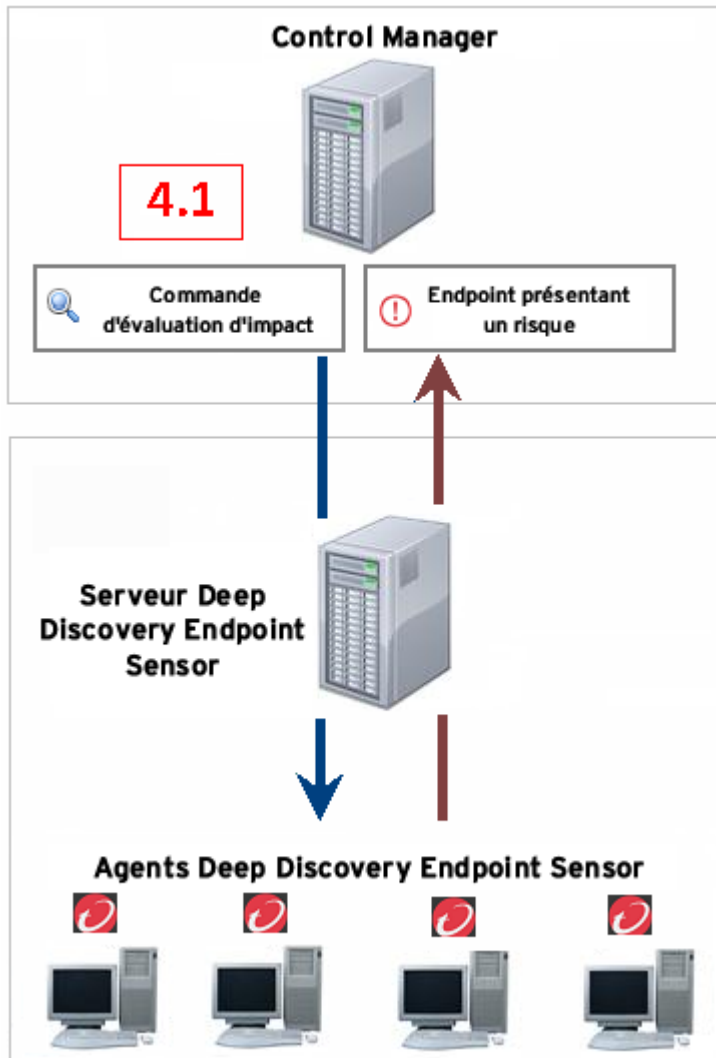 Control Manager
4.1
Commande
d'évaluation d'impact
Endpoint présentant
un risque
Serveur Deep
Discovery Endpoint
Sensor
Agents Deep Discovery Endpoint Sensor